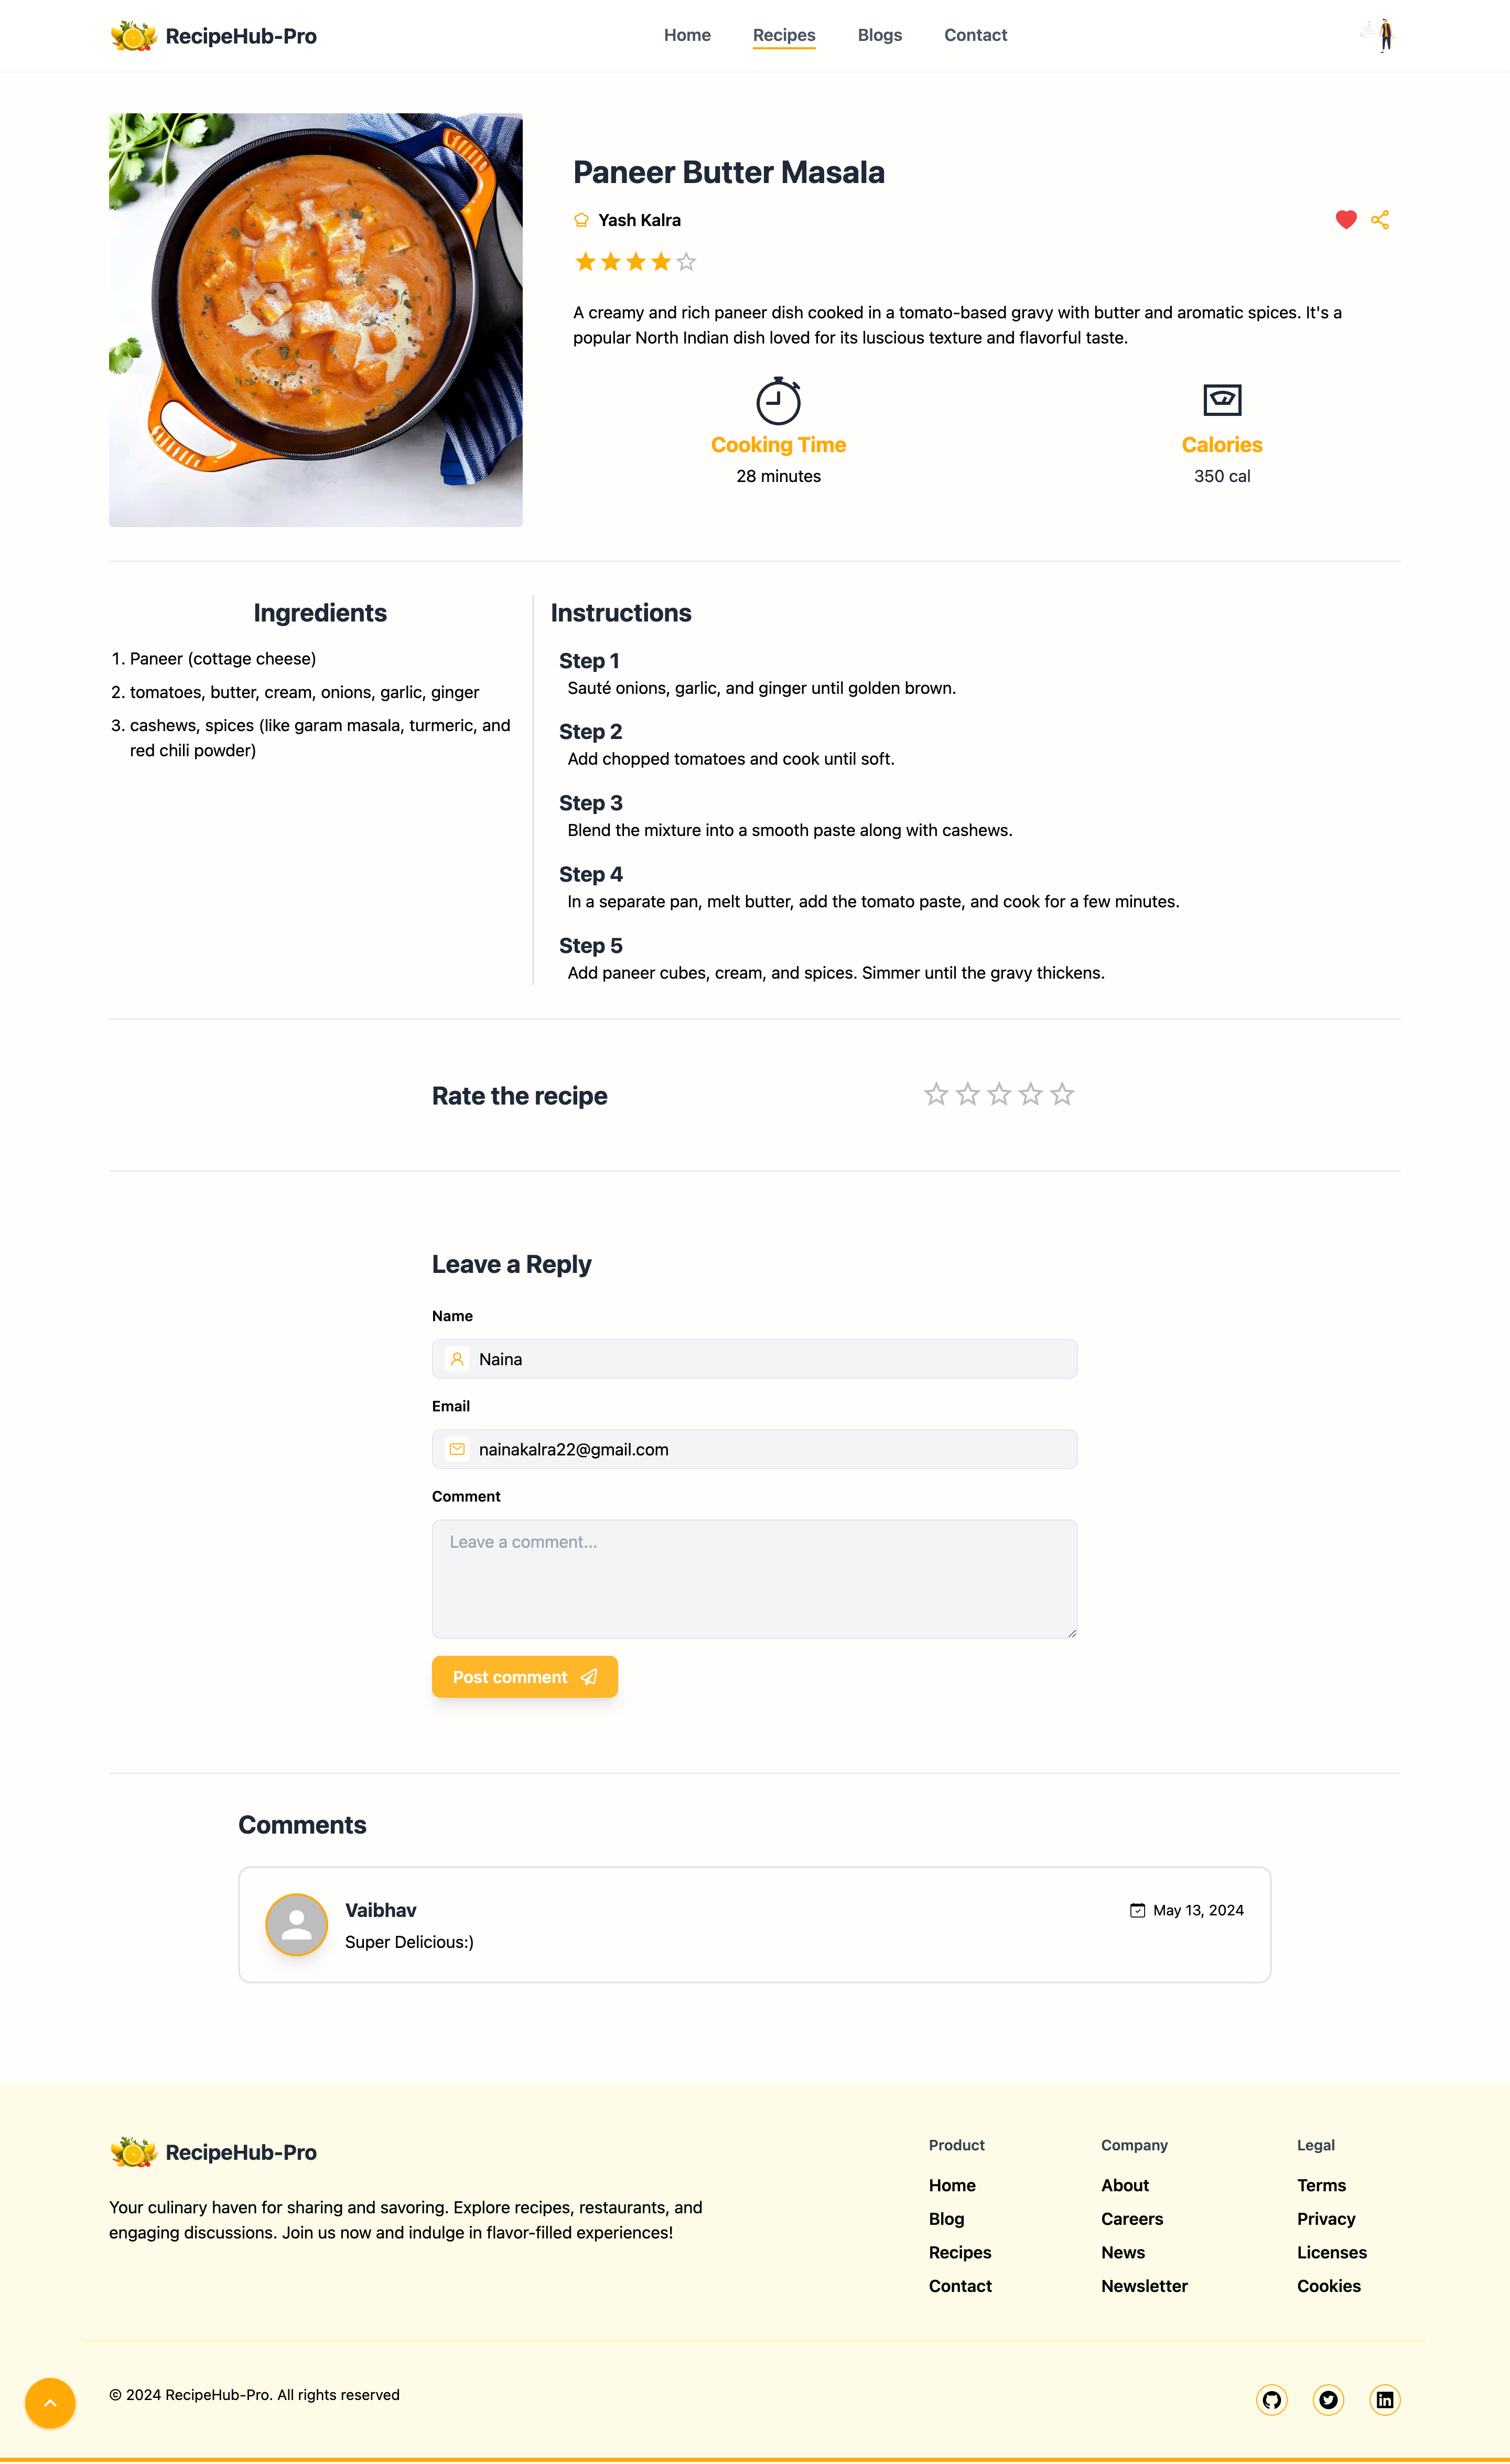 RecipeHub-Pro
Home
Recipes
Blogs
Contact
Paneer Butter Masala
Yash Kalra
A creamy and rich paneer dish cooked in a tomato-based gravy with butter and aromatic spices. It's a
popular North Indian dish loved for its luscious texture and flavorful taste.
Cooking Time
28 minutes
Calories
350 cal
Ingredients
1. Paneer (cottage cheese)
2. tomatoes, butter, cream, onions, garlic, ginger
3. cashews, spices (like garam masala, turmeric, and
red chili powder)
Instructions
Step 1
Sauté onions, garlic, and ginger until golden brown.
Step 2
Add chopped tomatoes and cook until soft.
Step 3
Blend the mixture into a smooth paste along with cashews.
Step 4
In a separate pan, melt butter, add the tomato paste, and cook for a few minutes.
Step 5
Add paneer cubes, cream, and spices. Simmer until the gravy thickens.
Rate the recipe
Leave a Reply
Name
Naina
Email
nainakalra22@gmail.com
Comment
Leave a comment...
Post comment
Comments
Vaibhav
May 13, 2024
Super Delicious:)
RecipeHub-Pro
Your culinary haven for sharing and savoring. Explore recipes, restaurants, and
engaging discussions. Join us now and indulge in flavor-filled experiences!
Product
Home
Blog
Recipes
Contact
Company
About
Careers
News
Newsletter
Legal
Terms
Privacy
Licenses
Cookies
© 2024 RecipeHub-Pro. All rights reserved